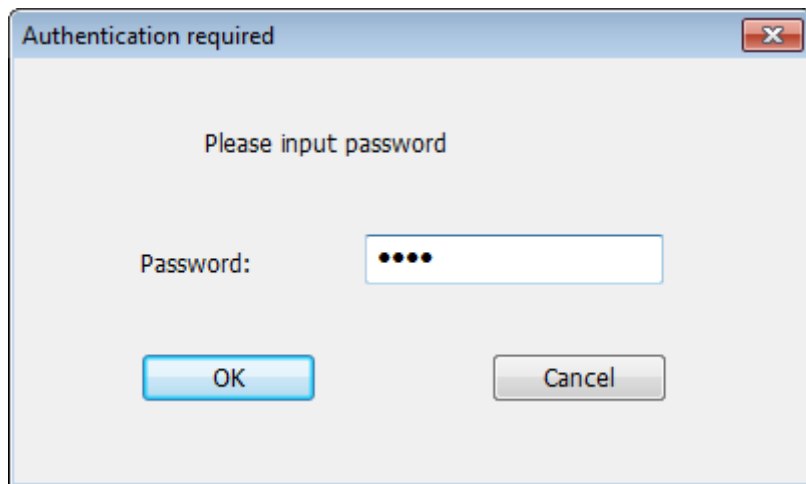 Authentication required
Please input password
Password: ••••
OK Cancel